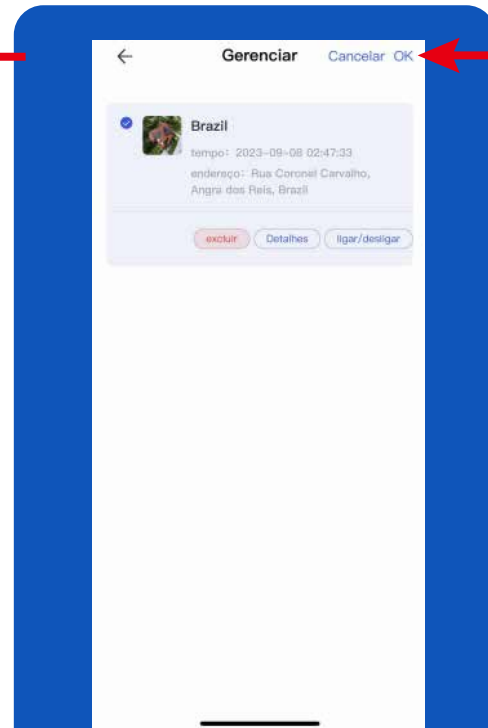 Gerenciar Cancelar OK
Brazil
tempo: 2023-09-08 02:47:33
endereço: Rua Coronel Carvalho,
Angra dos Reis, Brazil
excluir Detalhes ligar/desligar